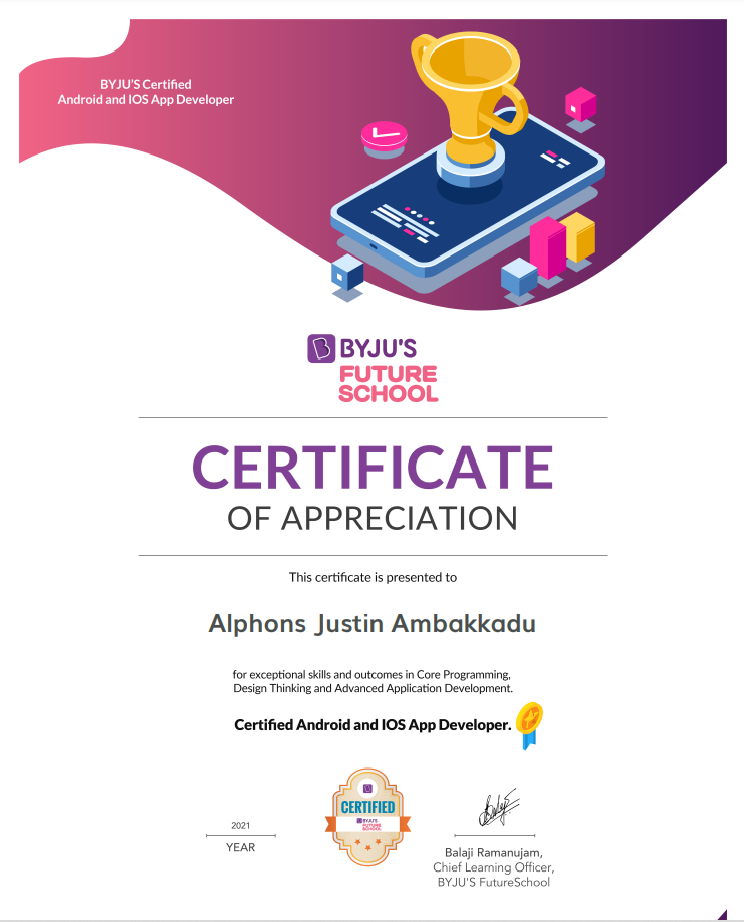 BYJU'S Certified
Android and IOS App Developer
BYJU'S
FUTURE
SCHOOL
CERTIFICATE
OF APPRECIATION
This certificate is presented to
Alphons Justin Ambakkadu
for exceptional skills and outcomes in Core Programming,
Design Thinking and Advanced Application Development.
Certified Android and IOS App Developer.
CERTIFIED
BYJU'S
FUTURE
SCHOOL
2021
YEAR
Balaji Ramanujam,
Chief Learning Officer,
BYJU'S FutureSchool